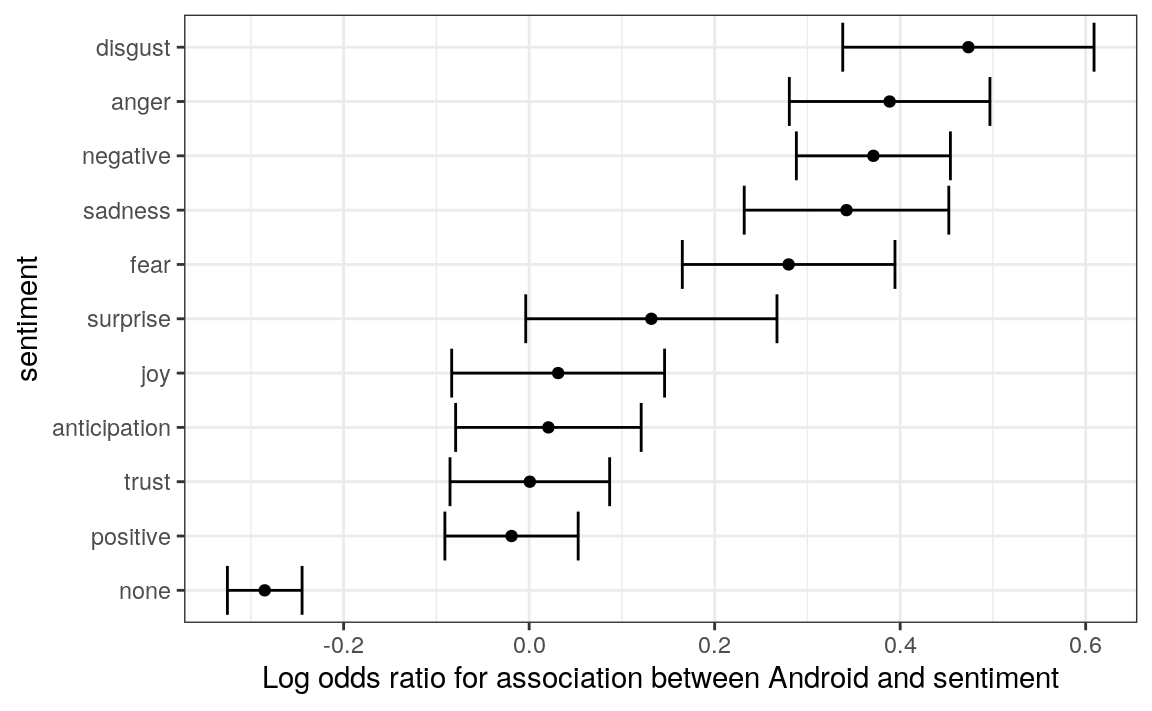 sentiment
disgust
anger
negative
sadness
fear
surprise
joy
anticipation
trust
positive
none
-0.2 0.0 0.2 0.4 0.6
Log odds ratio for association between Android and sentiment